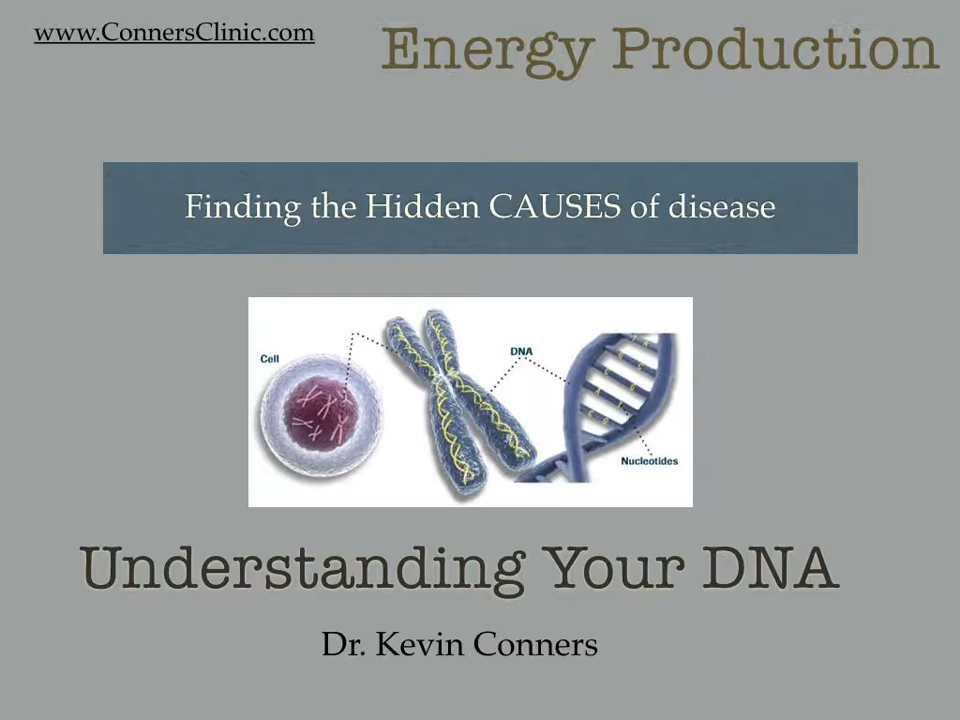 www.ConnersClinic.com
Energy Production
Finding the Hidden CAUSES of disease
Cell
DNA
Nucleotides
Understanding Your DNA
Dr. Kevin Conners